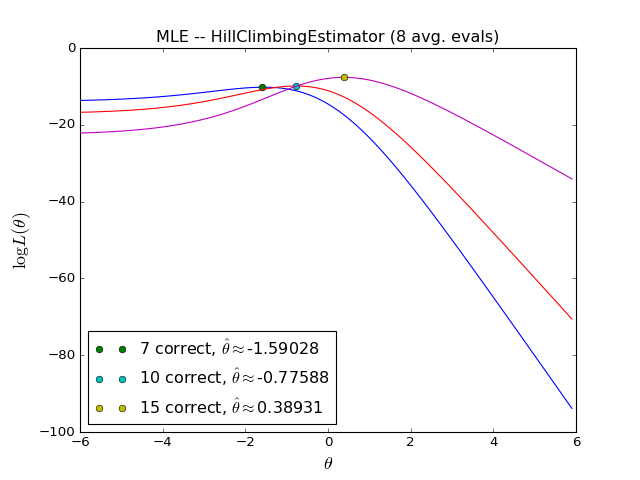 MLE -- HillClimbingEstimator (8 avg. evals)
0
−20
−40
−60
−80
−100
log L(θ)
7 correct, θ̂ ≈ -1.59028
10 correct, θ̂ ≈ -0.77588
15 correct, θ̂ ≈ 0.38931
−6 −4 −2 0 2 4 6
θ